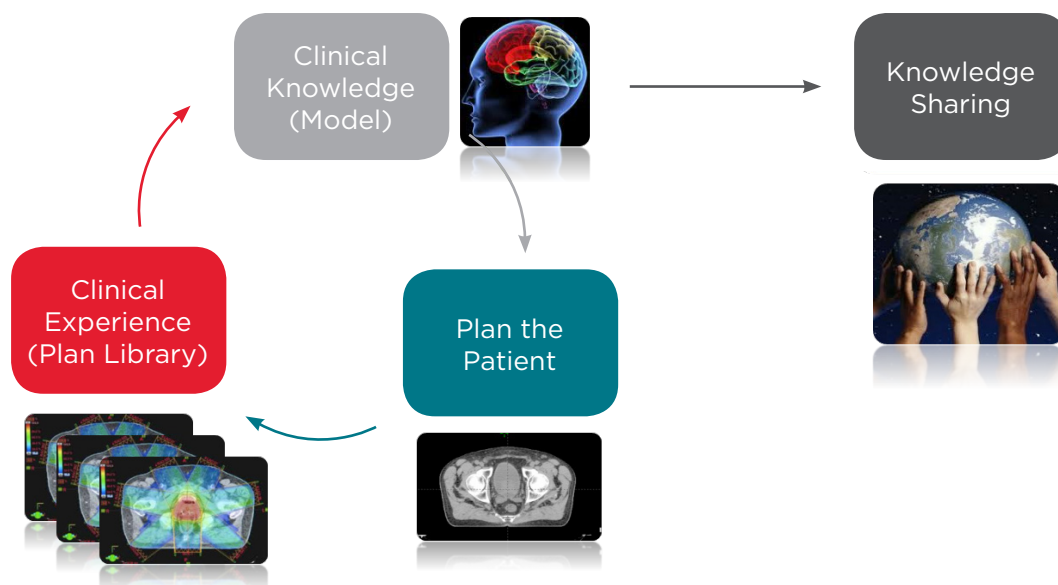 Clinical
Knowledge
(Model)
Knowledge
Sharing
Clinical
Experience
(Plan Library)
Plan the
Patient